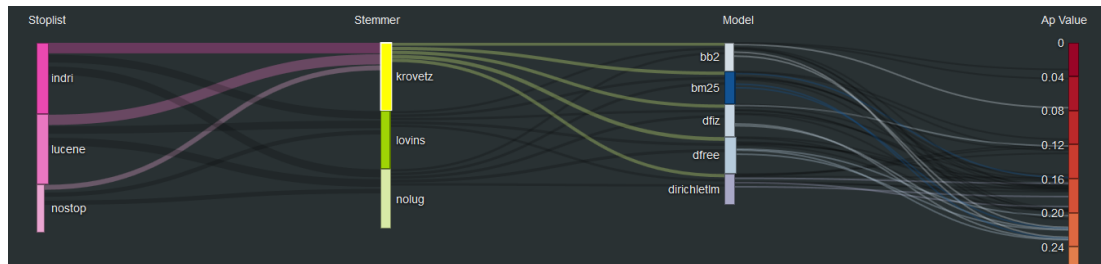 Stoplist Stemmer Model Ap Value
indri
lucene
nostop
krovetz
lovins
nolug
bb2
bm25
dfiz
dfree
dirichletlm
0
0.04
0.08
0.12
0.16
0.20
0.24